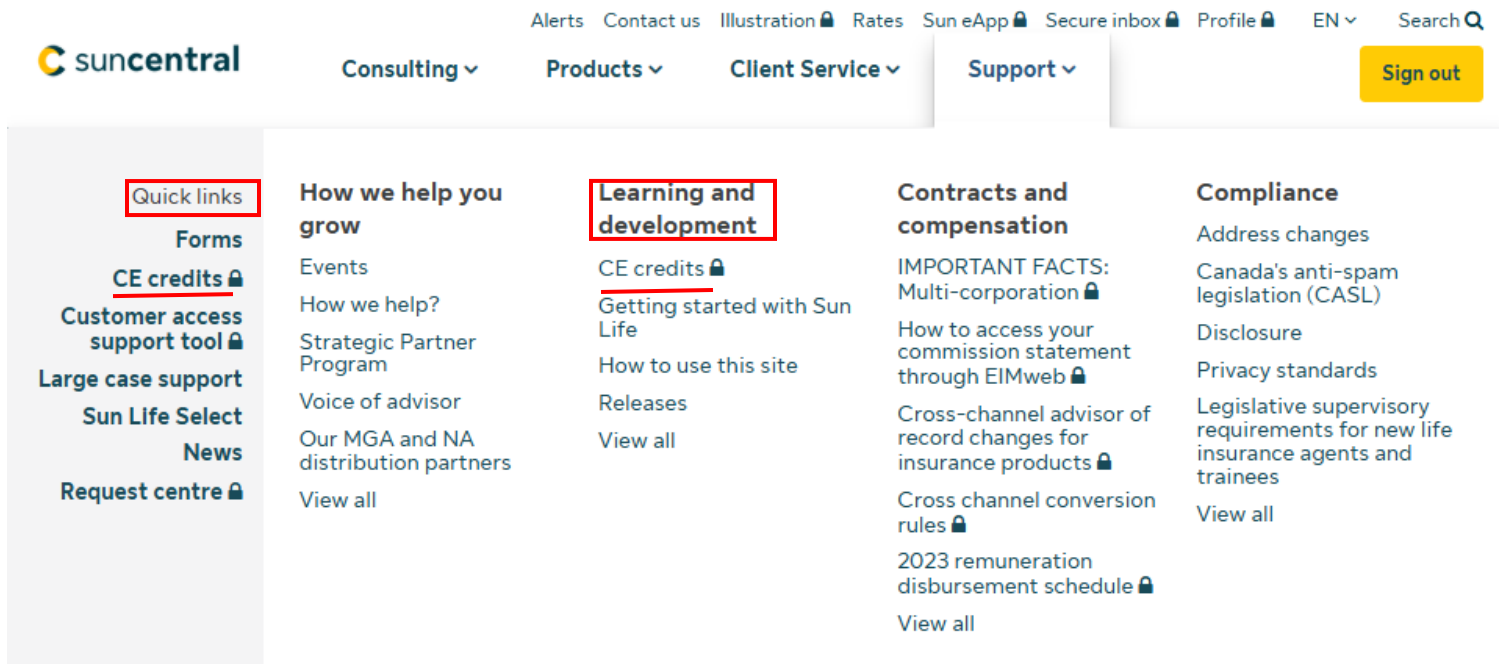 Alerts Contact us Illustration Rates Sun eApp Secure inbox Profile EN Search
suncentral
Consulting Products Client Service Support
Sign out
Quick links
Forms
CE credits
Customer access
support tool
Large case support
Sun Life Select
News
Request centre
How we help you
grow
Events
How we help?
Strategic Partner
Program
Voice of advisor
Our MGA and NA
distribution partners
View all
Learning and
development
CE credits
Getting started with Sun
Life
How to use this site
Releases
View all
Contracts and
compensation
IMPORTANT FACTS:
Multi-corporation
How to access your
commission statement
through EIMweb
Cross-channel advisor of
record changes for
insurance products
Cross channel conversion
rules
2023 remuneration
disbursement schedule
View all
Compliance
Address changes
Canada's anti-spam
legislation (CASL)
Disclosure
Privacy standards
Legislative supervisory
requirements for new life
insurance agents and
trainees
View all